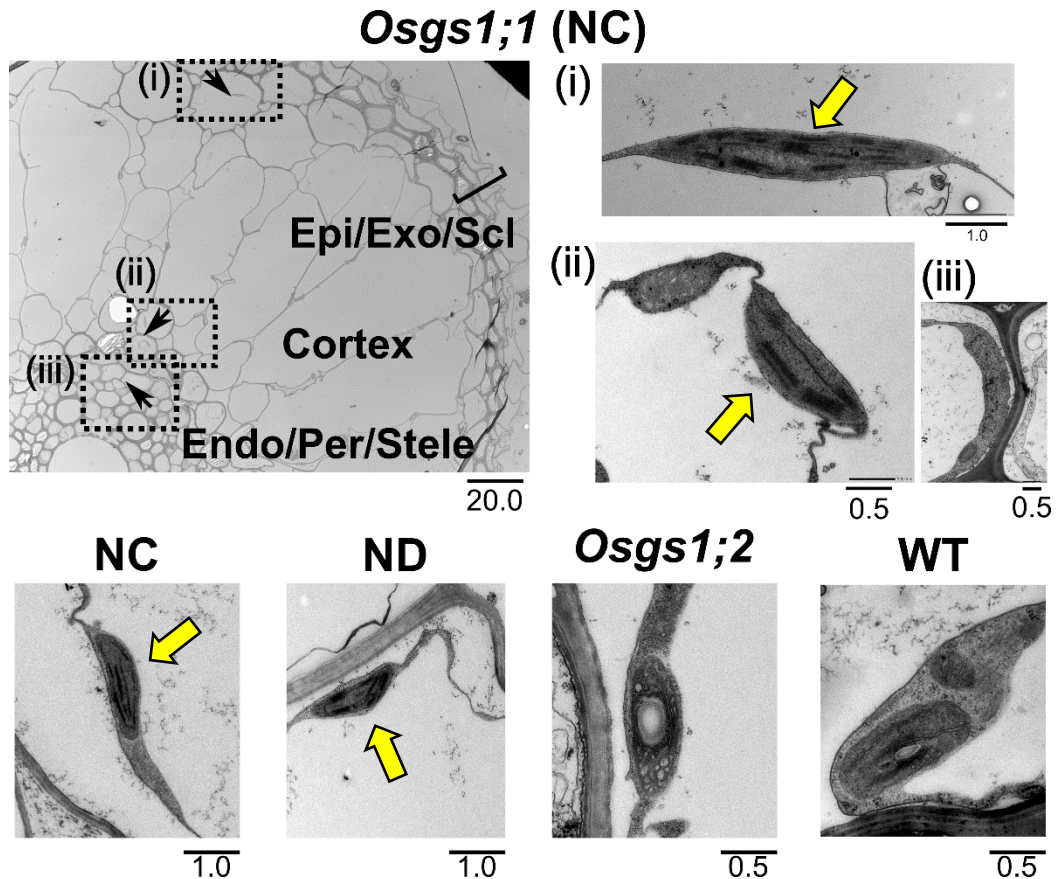 Osgs1;1 (NC)
(i)
(ii)
(iii)
Epi/Exo/Scl
Cortex
Endo/Per/Stele
20.0
(i)
1.0
(ii)
0.5
(iii)
0.5
NC
ND
Osgs1;2
WT
1.0
1.0
0.5
0.5